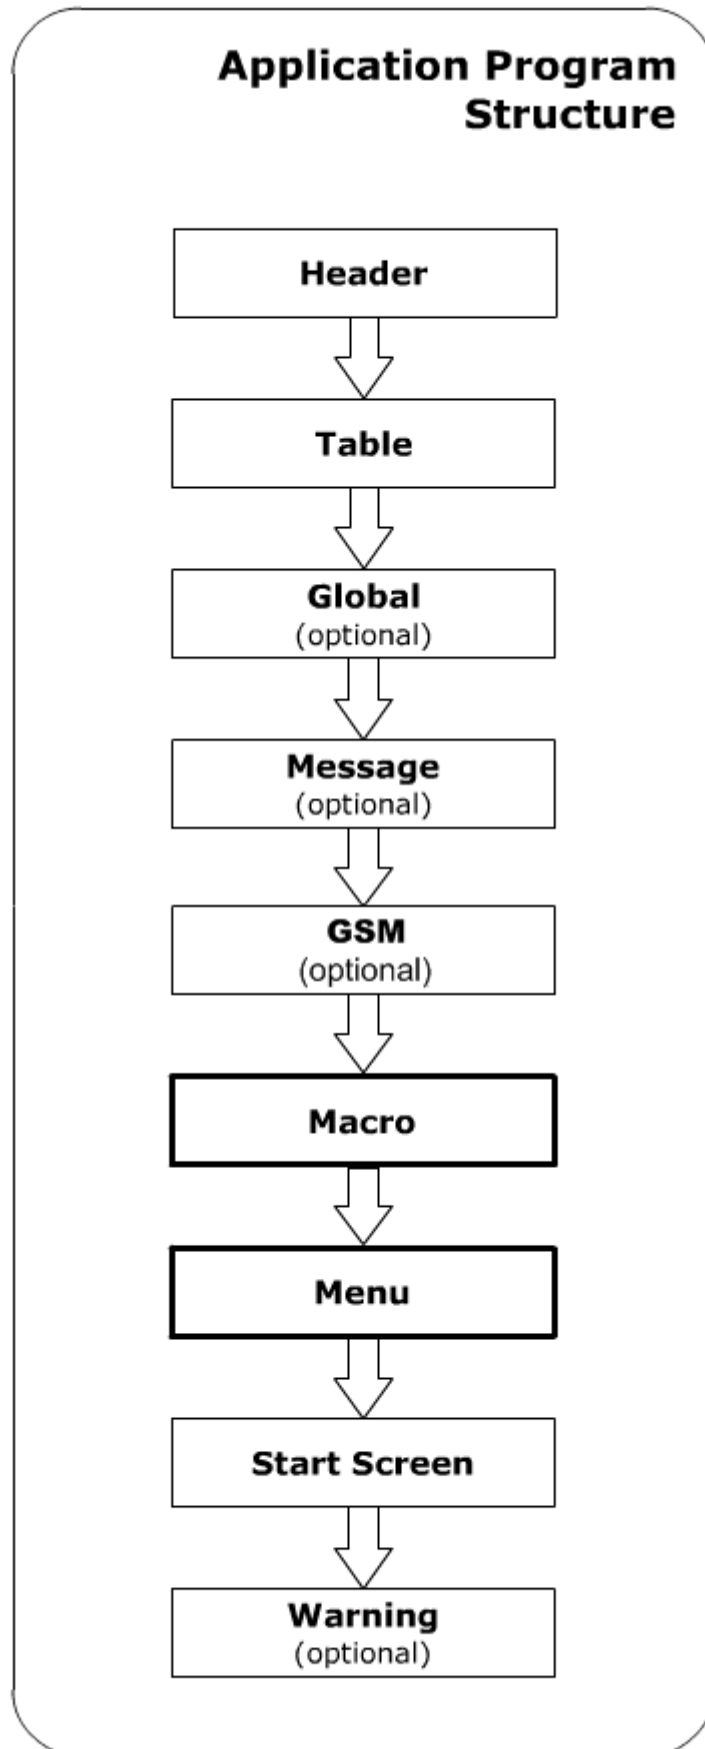 Application Program
Structure
Header
Table
Global
(optional)
Message
(optional)
GSM
(optional)
Macro
Menu
Start Screen
Warning
(optional)